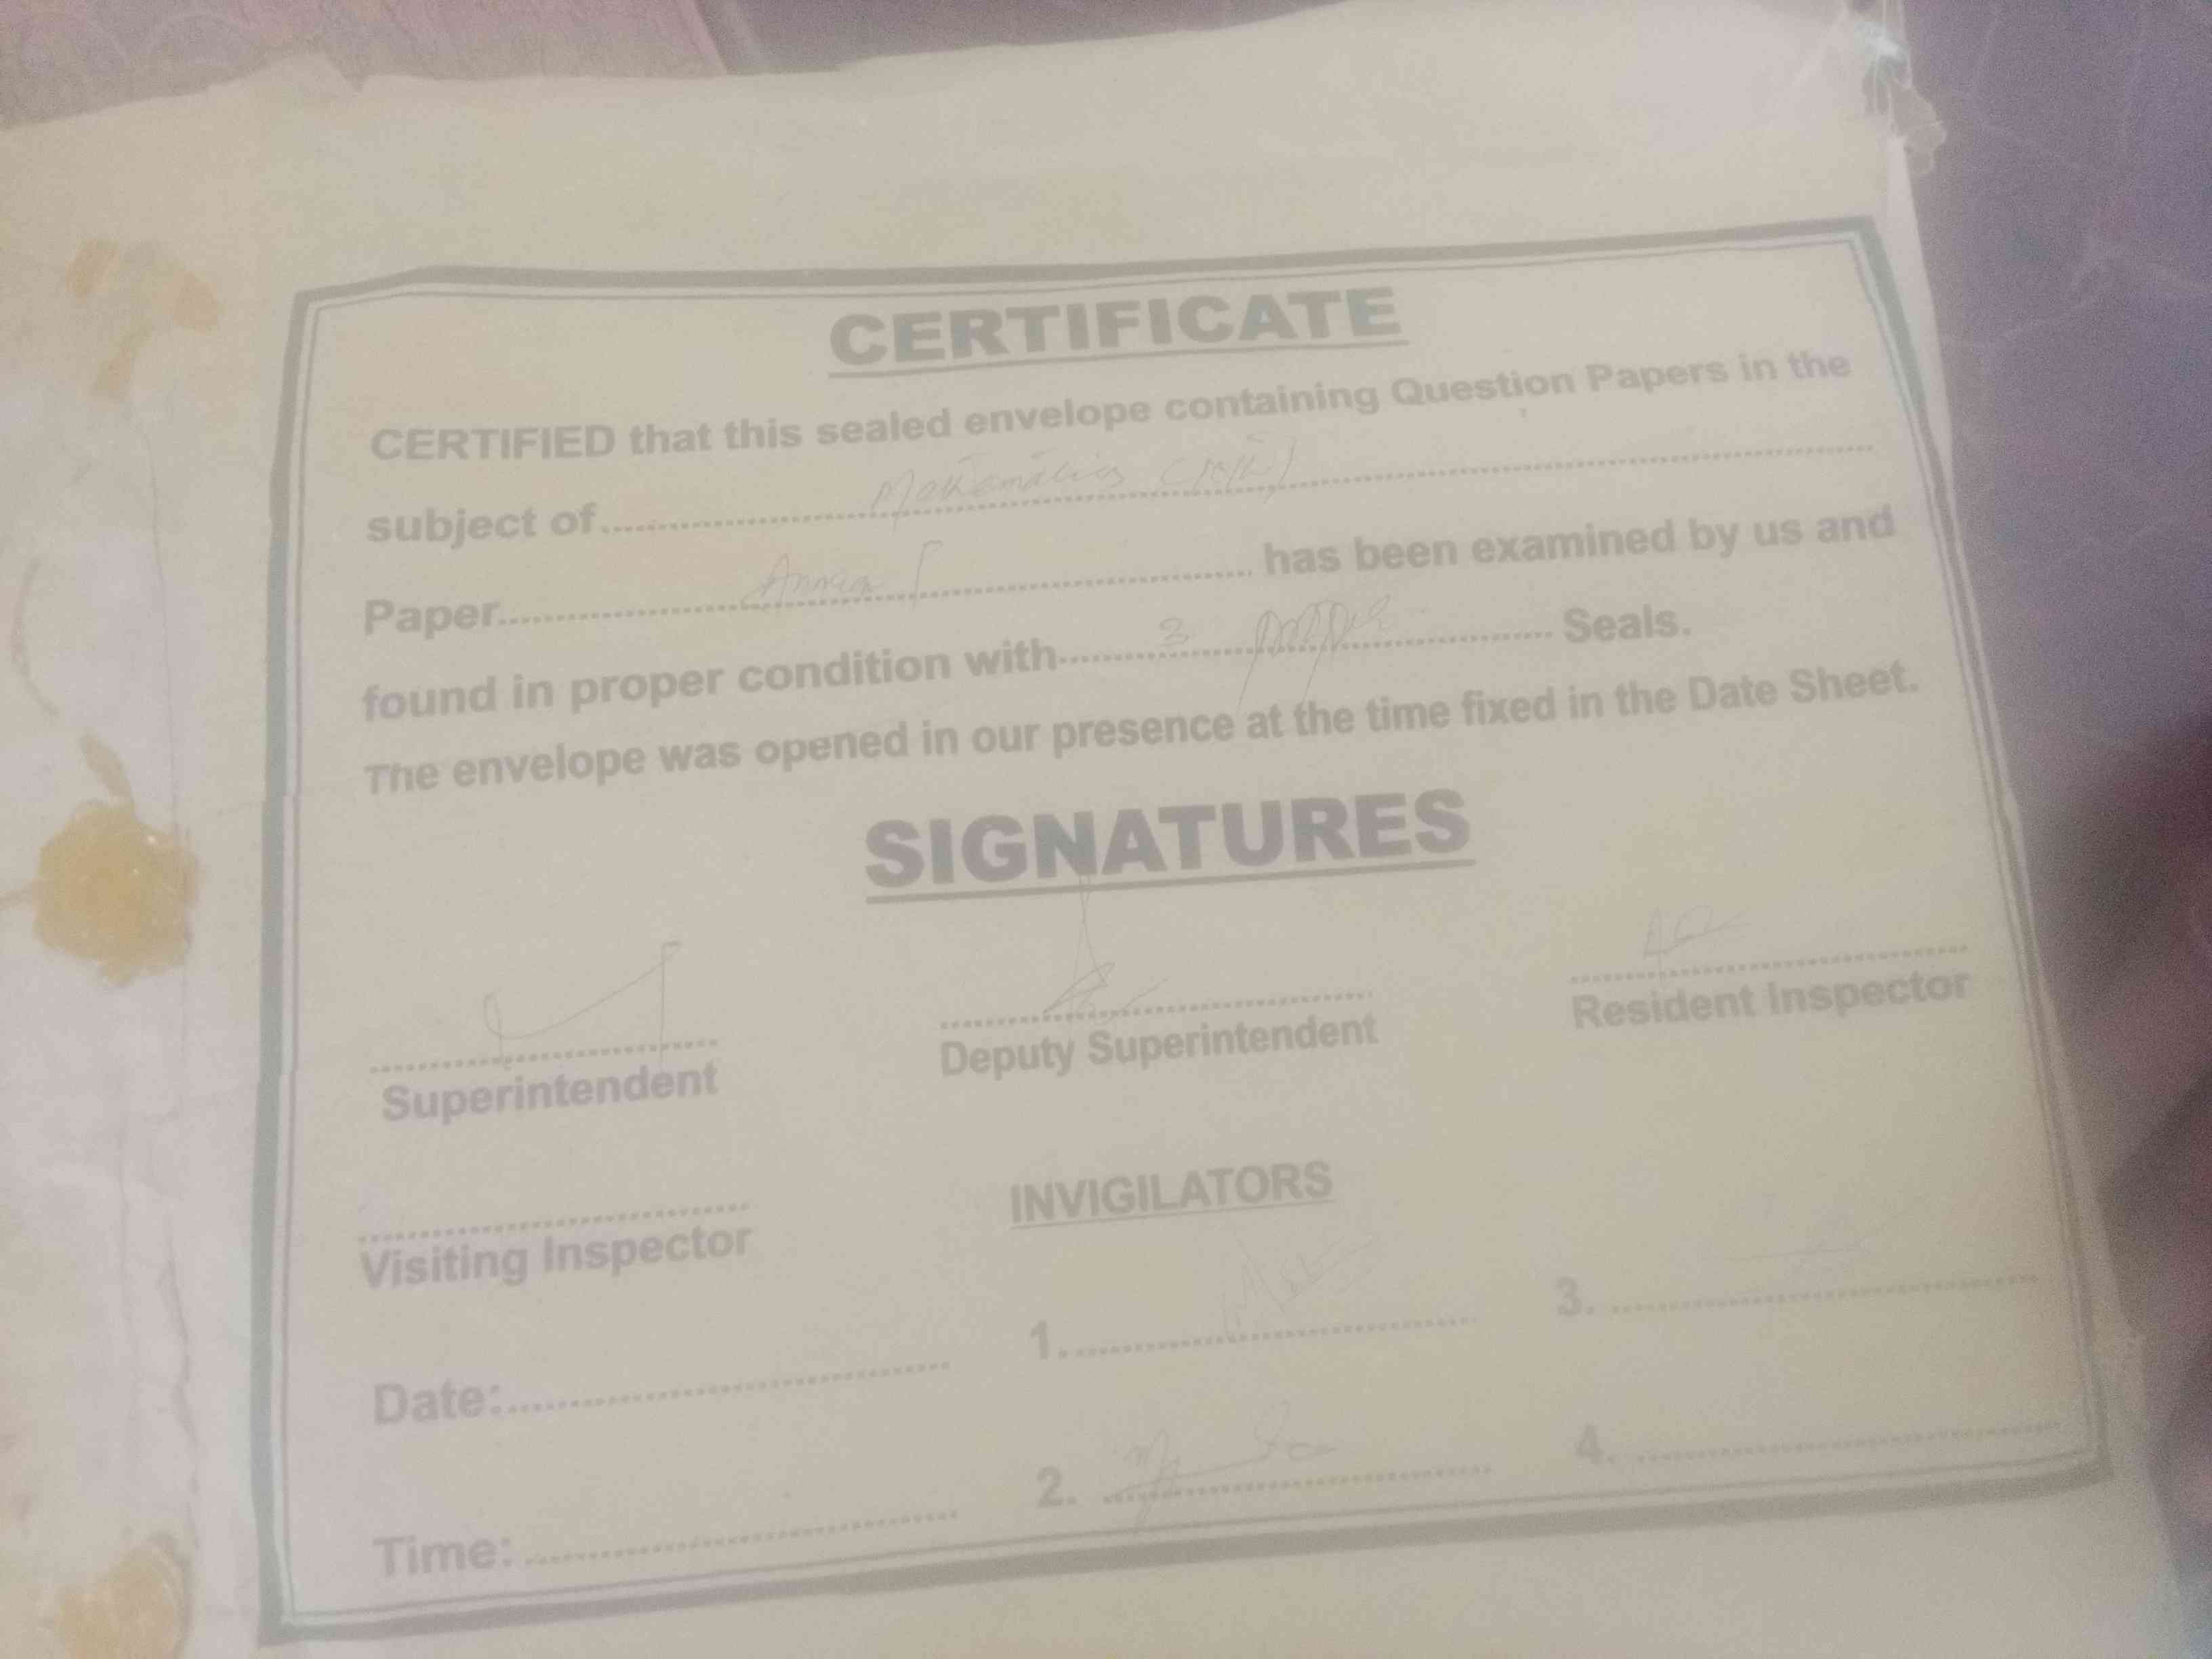 CERTIFICATE
CERTIFIED that this sealed envelope containing Question Papers in the
subject of Mathematics
Paper Annual has been examined by us and
found in proper condition with 3 Seals.
The envelope was opened in our presence at the time fixed in the Date Sheet.
SIGNATURES
Superintendent Deputy Superintendent Resident Inspector
Visiting Inspector INVIGILATORS
Date: 1. 3.
Time: 2. 4.